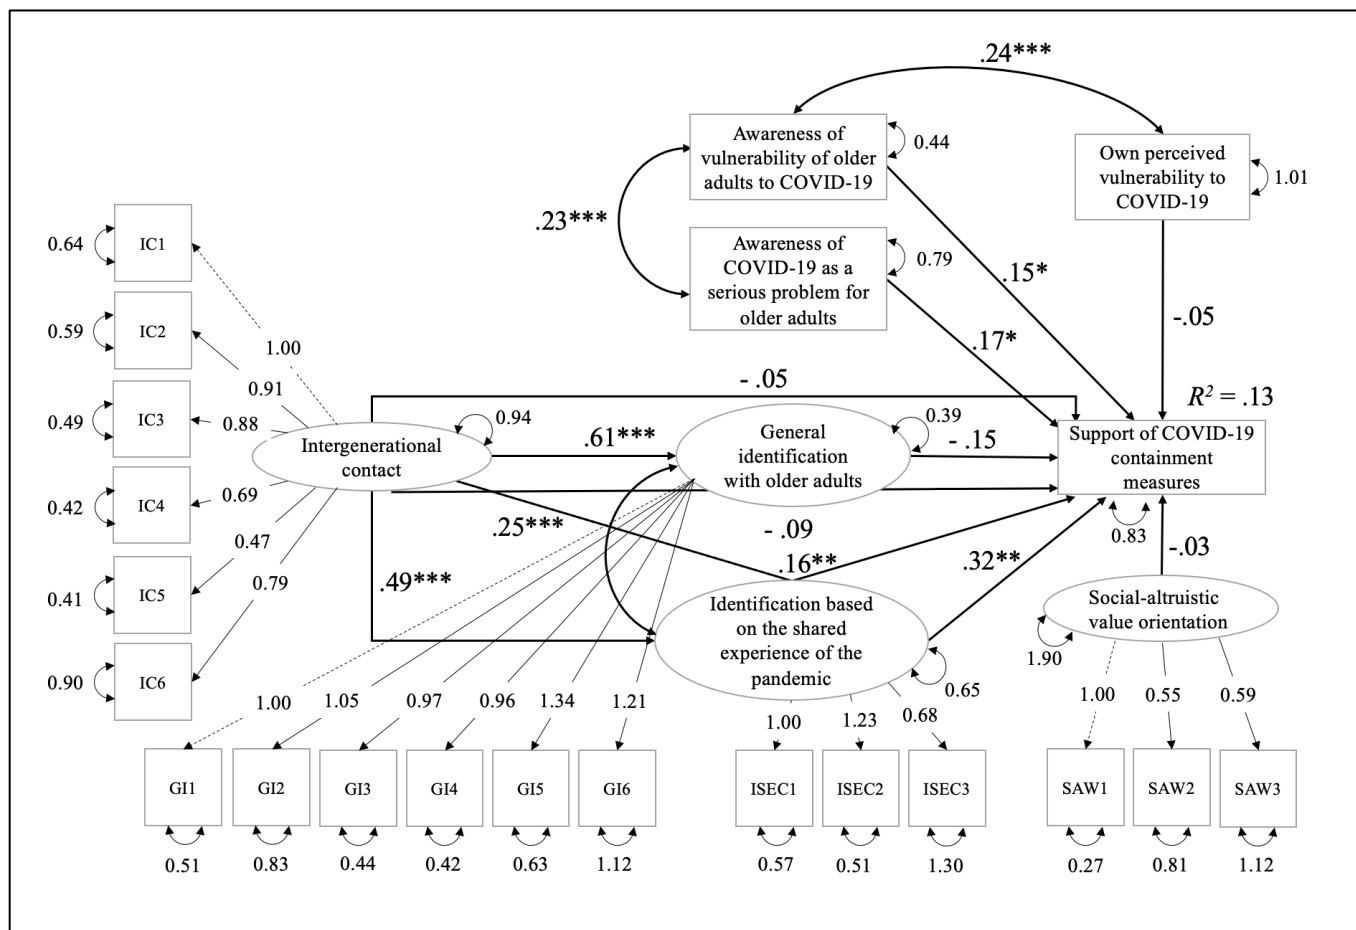 .24***
Awareness of
vulnerability of older
adults to COVID-19
0.44
Own perceived
vulnerability to
COVID-19
1.01
.23***
Awareness of
COVID-19 as a
serious problem for
older adults
0.79
.15*
.17*
-.05
R² = .13
0.64
IC1
1.00
0.59
IC2
0.91
0.49
IC3
0.88
0.42
IC4
0.69
0.41
IC5
0.47
0.90
IC6
0.79
Intergenerational
contact
0.94
- .05
.61***
General
identification
with older adults
0.39
- .15
Support of COVID-19
containment
measures
0.83
.25***
- .09
.16**
.49***
.32**
-.03
Identification based
on the shared
experience of the
pandemic
0.65
Social-altruistic
value orientation
1.90
1.00
1.05
0.97
0.96
1.34
1.21
1.00
1.23
0.68
1.00
0.55
0.59
GI1
GI2
GI3
GI4
GI5
GI6
ISEC1
ISEC2
ISEC3
SAW1
SAW2
SAW3
0.51
0.83
0.44
0.42
0.63
1.12
0.57
0.51
1.30
0.27
0.81
1.12